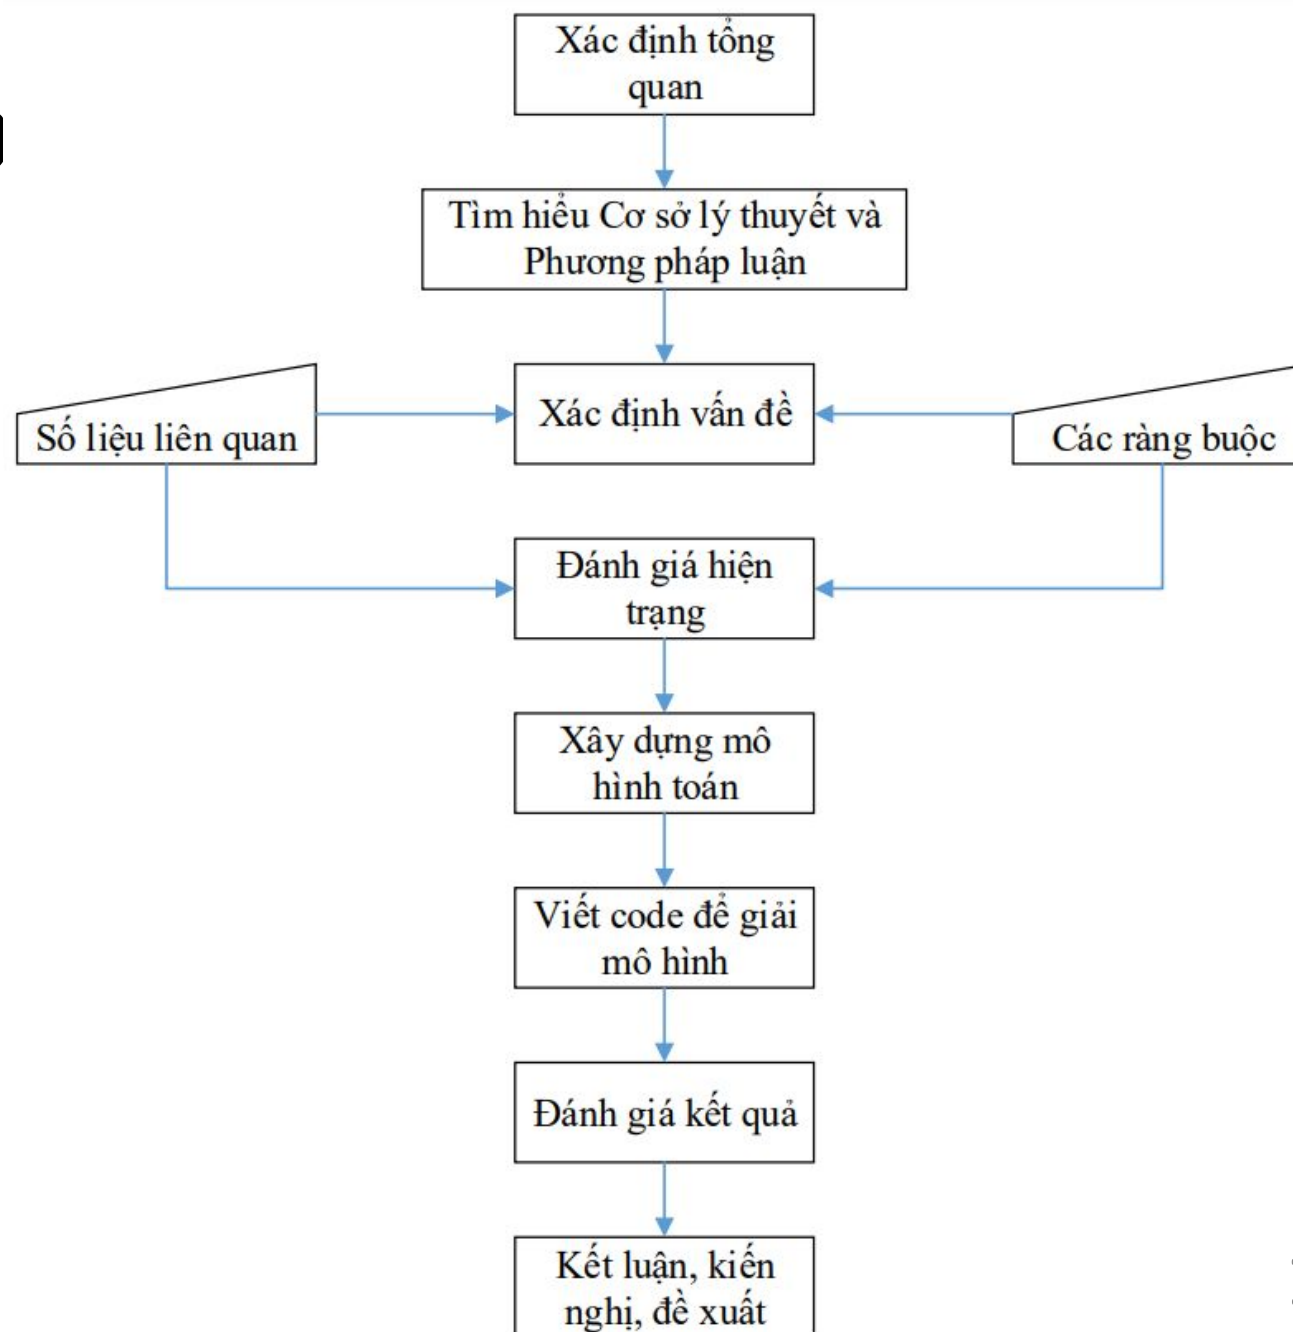 Xác định tổng
quan
Tìm hiểu Cơ sở lý thuyết và
Phương pháp luận
Số liệu liên quan
Xác định vấn đề
Các ràng buộc
Đánh giá hiện
trạng
Xây dựng mô
hình toán
Viết code để giải
mô hình
Đánh giá kết quả
Kết luận, kiến
nghị, đề xuất